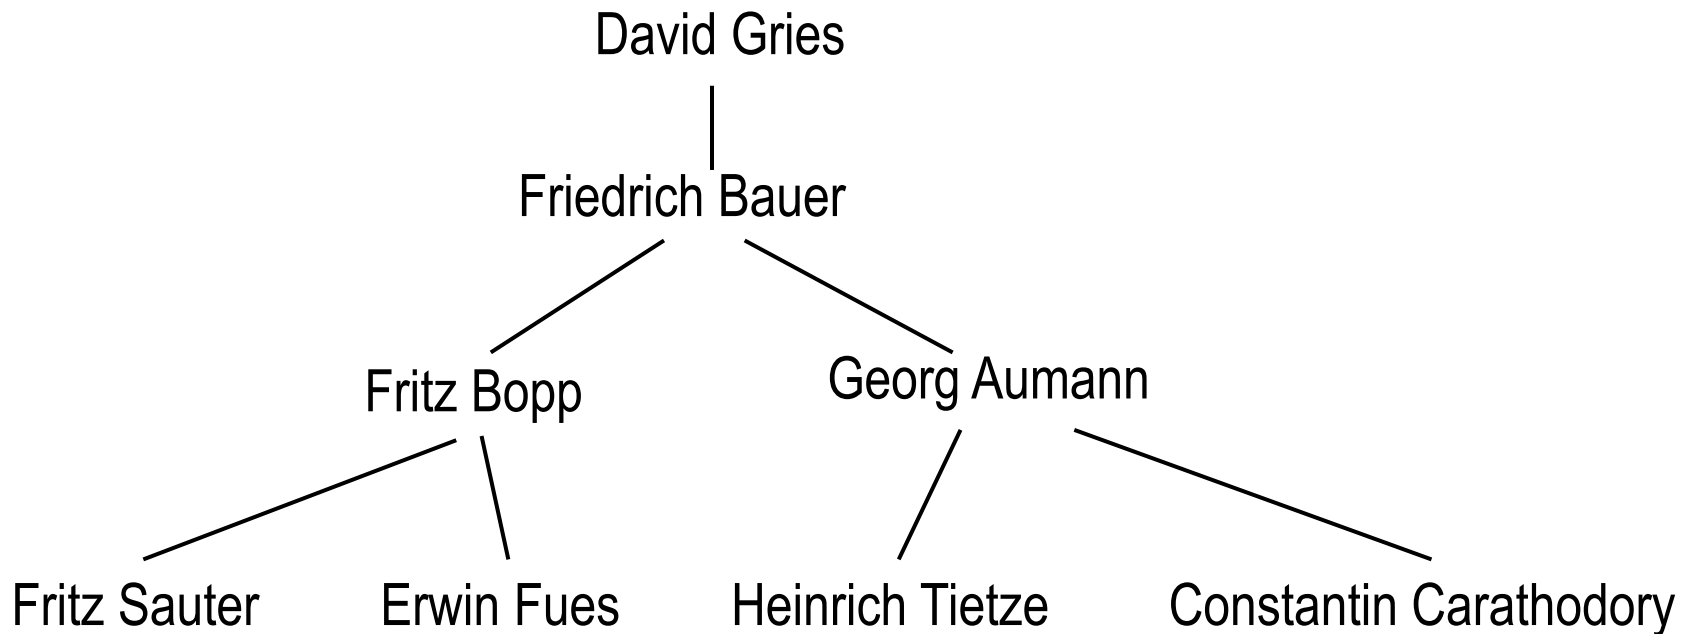 David Gries
Friedrich Bauer
Fritz Bopp
Georg Aumann
Fritz Sauter
Erwin Fues
Heinrich Tietze
Constantin Carathodory